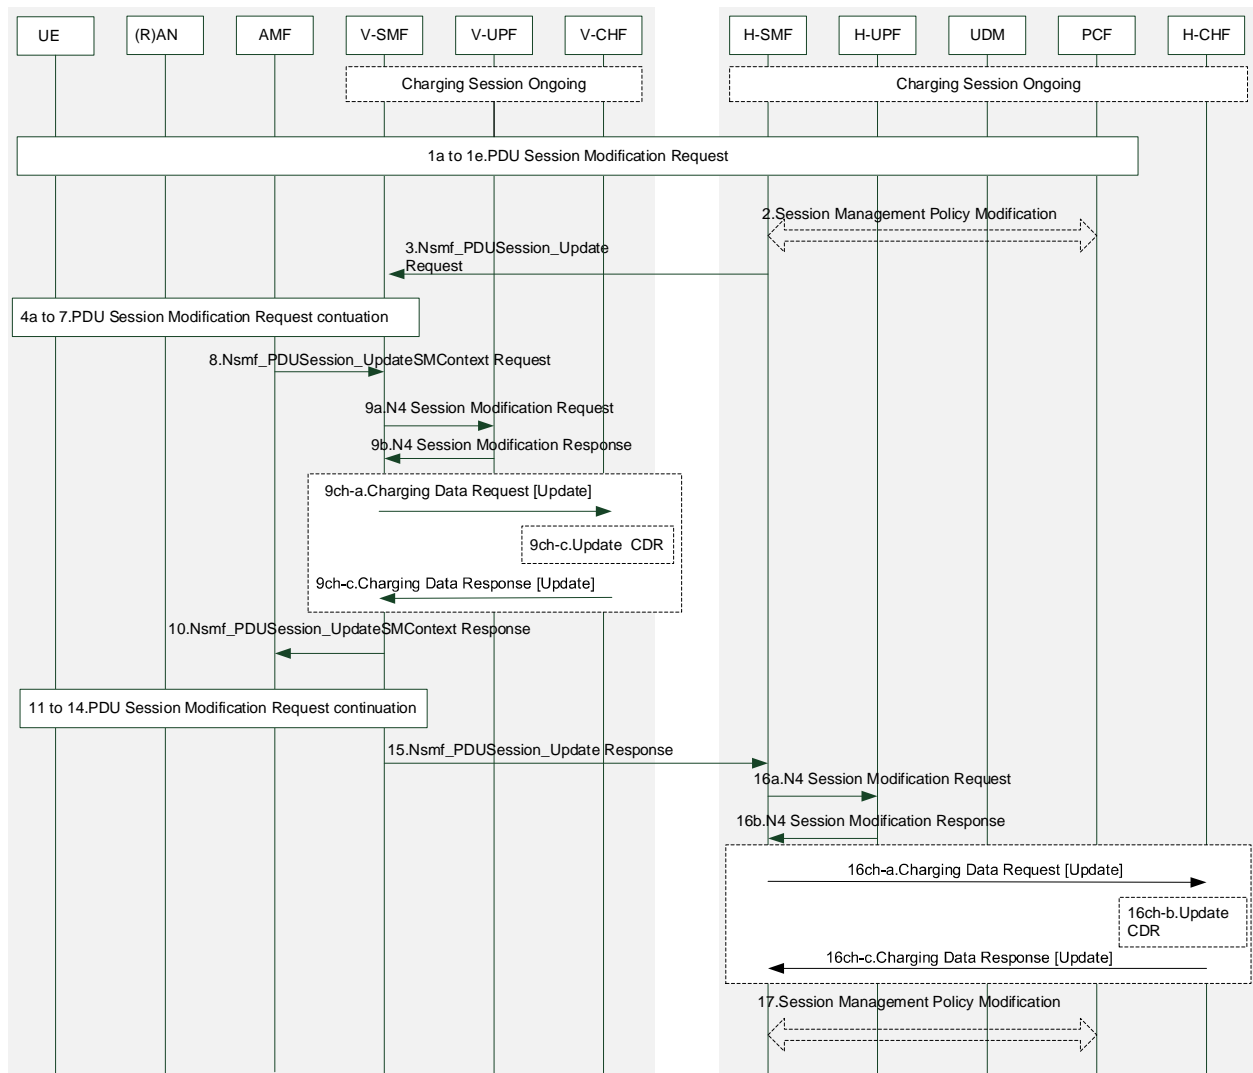 UE
(R)AN
AMF
V-SMF
V-UPF
V-CHF
H-SMF
H-UPF
UDM
PCF
H-CHF
Charging Session Ongoing
Charging Session Ongoing
1a to 1e.PDU Session Modification Request
2.Session Management Policy Modification
3.Nsmf_PDUSession_Update
Request
4a to 7.PDU Session Modification Request contuation
8.Nsmf_PDUSession_UpdateSMContext Request
9a.N4 Session Modification Request
9b.N4 Session Modification Response
9ch-a.Charging Data Request [Update]
9ch-c.Update CDR
9ch-c.Charging Data Response [Update]
10.Nsmf_PDUSession_UpdateSMContext Response
11 to 14.PDU Session Modification Request continuation
15.Nsmf_PDUSession_Update Response
16a.N4 Session Modification Request
16b.N4 Session Modification Response
16ch-a.Charging Data Request [Update]
16ch-b.Update
CDR
16ch-c.Charging Data Response [Update]
17.Session Management Policy Modification